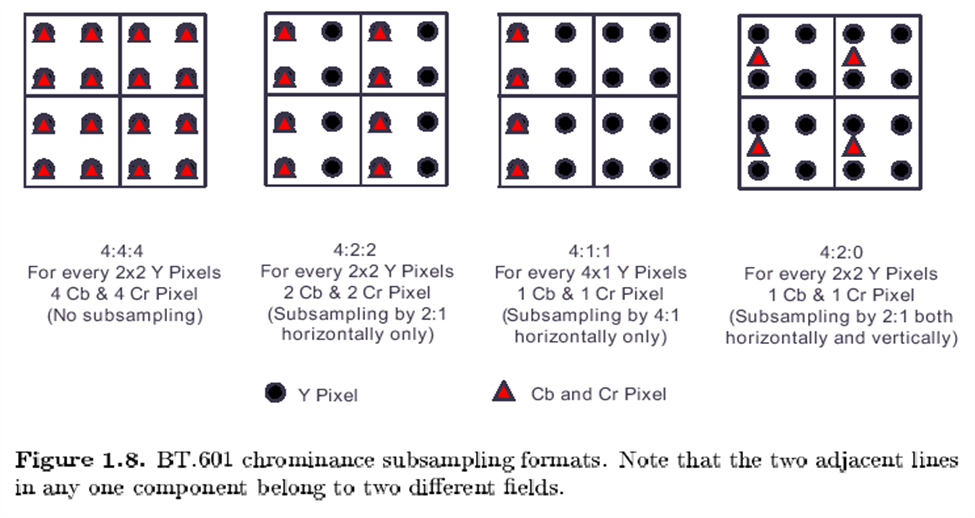 4:4:4
For every 2x2 Y Pixels
4 Cb & 4 Cr Pixel
(No subsampling)
4:2:2
For every 2x2 Y Pixels
2 Cb & 2 Cr Pixel
(Subsampling by 2:1
horizontally only)
4:1:1
For every 4x1 Y Pixels
1 Cb & 1 Cr Pixel
(Subsampling by 4:1
horizontally only)
4:2:0
For every 2x2 Y Pixels
1 Cb & 1 Cr Pixel
(Subsampling by 2:1 both
horizontally and vertically)
Y Pixel
Cb and Cr Pixel
Figure 1.8. BT.601 chrominance subsampling formats. Note that the two adjacent lines
in any one component belong to two different fields.